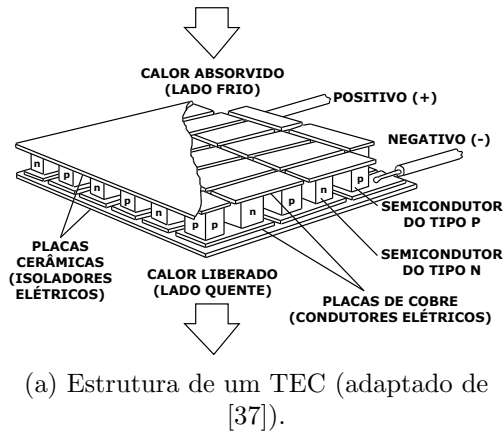 CALOR ABSORVIDO
(LADO FRIO)
POSITIVO (+)
NEGATIVO (-)
n
p
n
p
n
p
p
n
p
n
p
SEMICONDUTOR
DO TIPO P
SEMICONDUTOR
DO TIPO N
PLACAS
CERÂMICAS
(ISOLADORES
ELÉTRICOS)
CALOR LIBERADO
(LADO QUENTE)
PLACAS DE COBRE
(CONDUTORES ELÉTRICOS)
(a) Estrutura de um TEC (adaptado de
[37]).